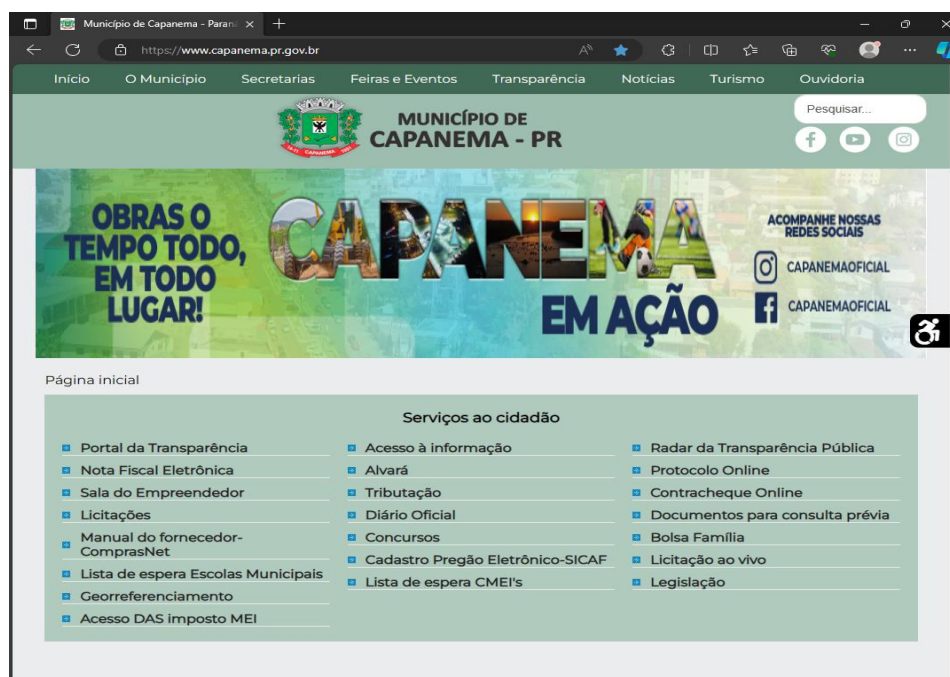 Município de Capanema - Paran
https://www.capanema.pr.gov.br
Início O Município Secretarias Feiras e Eventos Transparência Notícias Turismo Ouvidoria
MUNICÍPIO DE
CAPANEMA - PR
Pesquisar...
OBRAS O
TEMPO TODO,
EM TODO
LUGAR!
CAPANEMA
EM AÇÃO
ACOMPANHE NOSSAS
REDES SOCIAIS
CAPANEMAOFICIAL
CAPANEMAOFICIAL
Página inicial
Serviços ao cidadão
Portal da Transparência
Nota Fiscal Eletrônica
Sala do Empreendedor
Licitações
Manual do fornecedor-
ComprasNet
Lista de espera Escolas Municipais
Georreferenciamento
Acesso DAS imposto MEI
Acesso à informação
Alvará
Tributação
Diário Oficial
Concursos
Cadastro Pregão Eletrônico-SICAF
Lista de espera CMEI's
Radar da Transparência Pública
Protocolo Online
Contracheque Online
Documentos para consulta prévia
Bolsa Família
Licitação ao vivo
Legislação